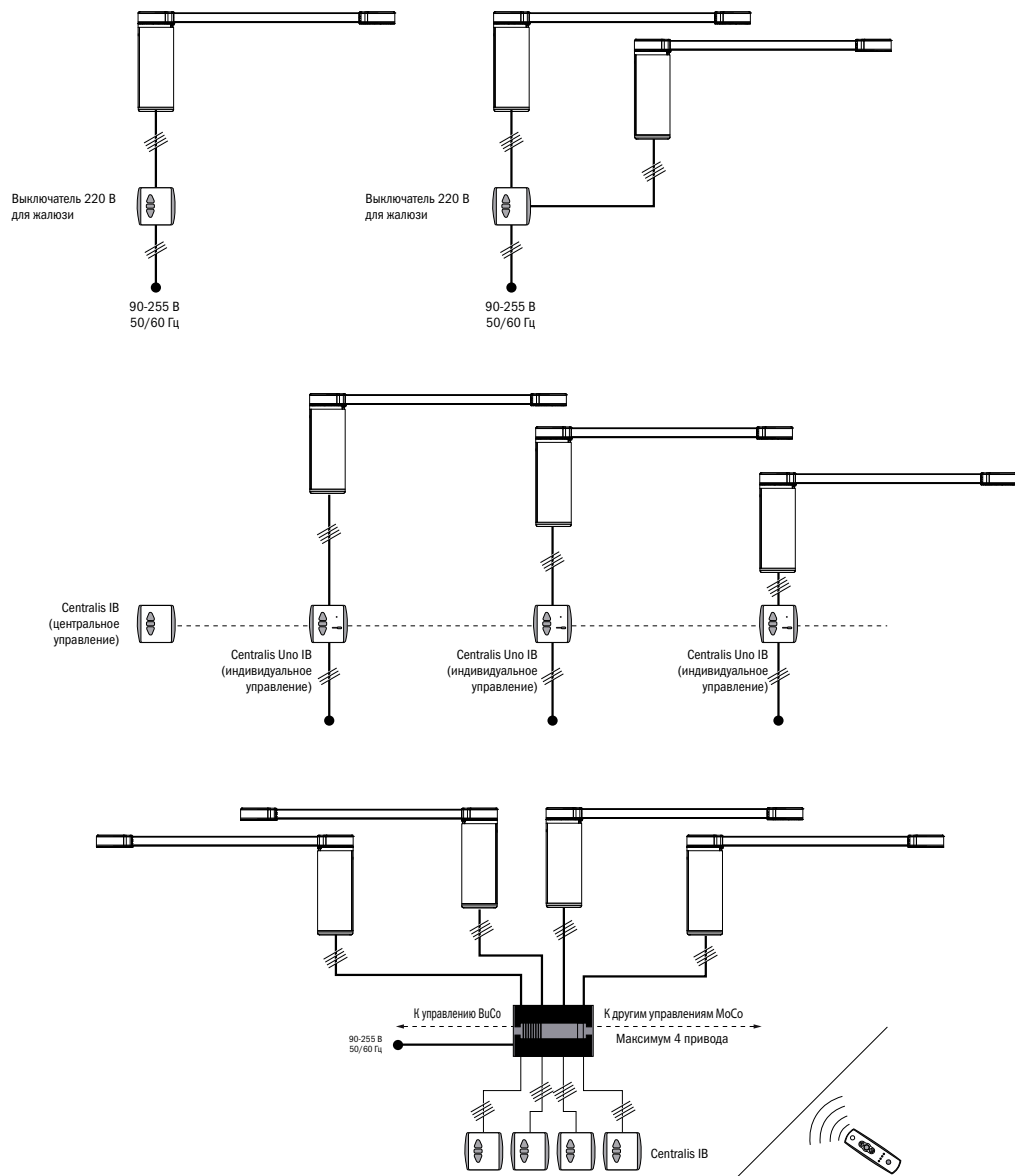 Выключатель 220 В
для жалюзи
90-255 В
50/60 Гц
Выключатель 220 В
для жалюзи
90-255 В
50/60 Гц
Centralis IB
(центральное
управление)
Centralis Uno IB
(индивидуальное
управление)
Centralis Uno IB
(индивидуальное
управление)
Centralis Uno IB
(индивидуальное
управление)
К управлению BuCo
К другим управлениям MoCo
Максимум 4 привода
90-255 В
50/60 Гц
Centralis IB